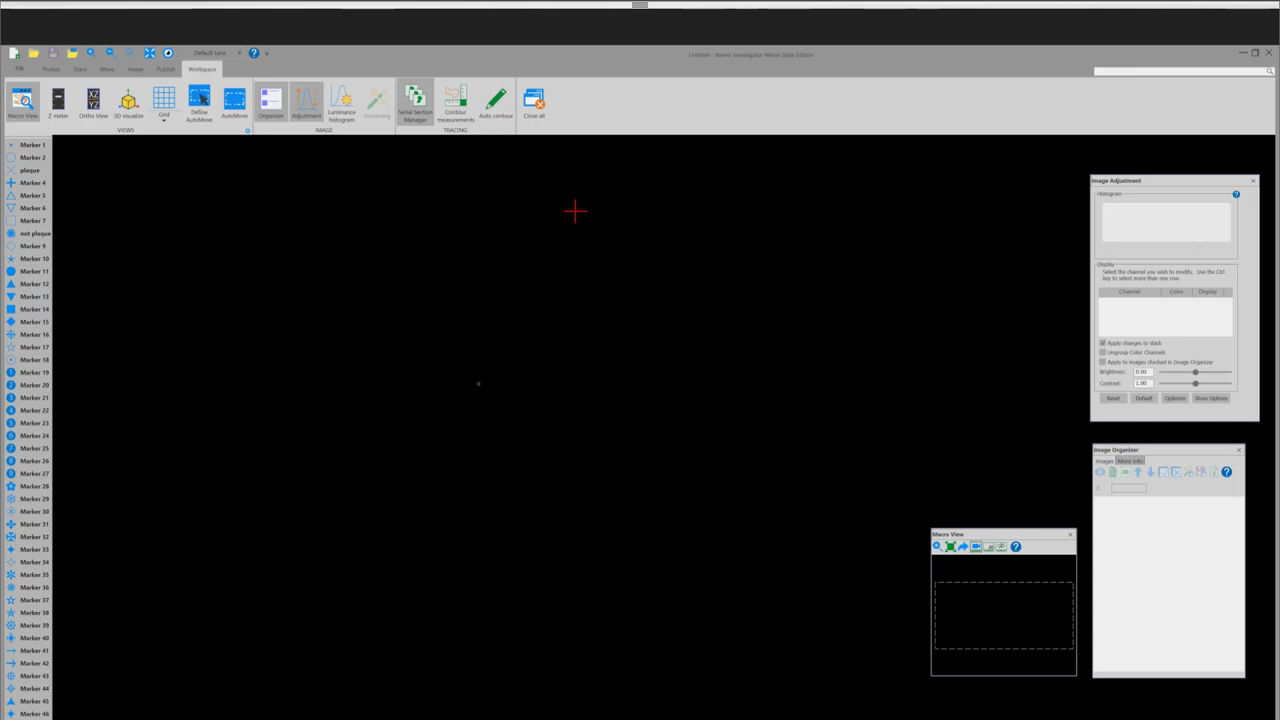 Default Lens
Untitled - Stereo Investigator Whole Slide Edition
File Probes Trace Move Image Publish Workspace
Macro View
Z meter
Ortho View
3D visualize
Grid
Define
AutoMove
AutoMove
Organizer
Adjustment
Luminance
histogram
Processing
Serial Section
Manager
Contour
measurements
Auto contour
Close all
VIEWS
IMAGE
TRACING
Marker 1
Marker 2
plaque
Marker 4
Marker 5
Marker 6
Marker 7
not plaque
Marker 9
Marker 10
Marker 11
Marker 12
Marker 13
Marker 14
Marker 15
Marker 16
Marker 17
Marker 18
Marker 19
Marker 20
Marker 21
Marker 22
Marker 23
Marker 24
Marker 25
Marker 26
Marker 27
Marker 28
Marker 29
Marker 30
Marker 31
Marker 32
Marker 33
Marker 34
Marker 35
Marker 36
Marker 37
Marker 38
Marker 39
Marker 40
Marker 41
Marker 42
Marker 43
Marker 44
Marker 45
Marker 46
Image Adjustment
Histogram
Display
Select the channel you wish to modify. Use the Ctrl
key to select more than one row.
Channel Color Display
Apply changes to stack
Ungroup Color Channels
Apply to images checked in Image Organizer
Brightness: 0.00
Contrast: 1.00
Reset Default Optimize Show Options
Image Organizer
Images More info
Z
Macro View